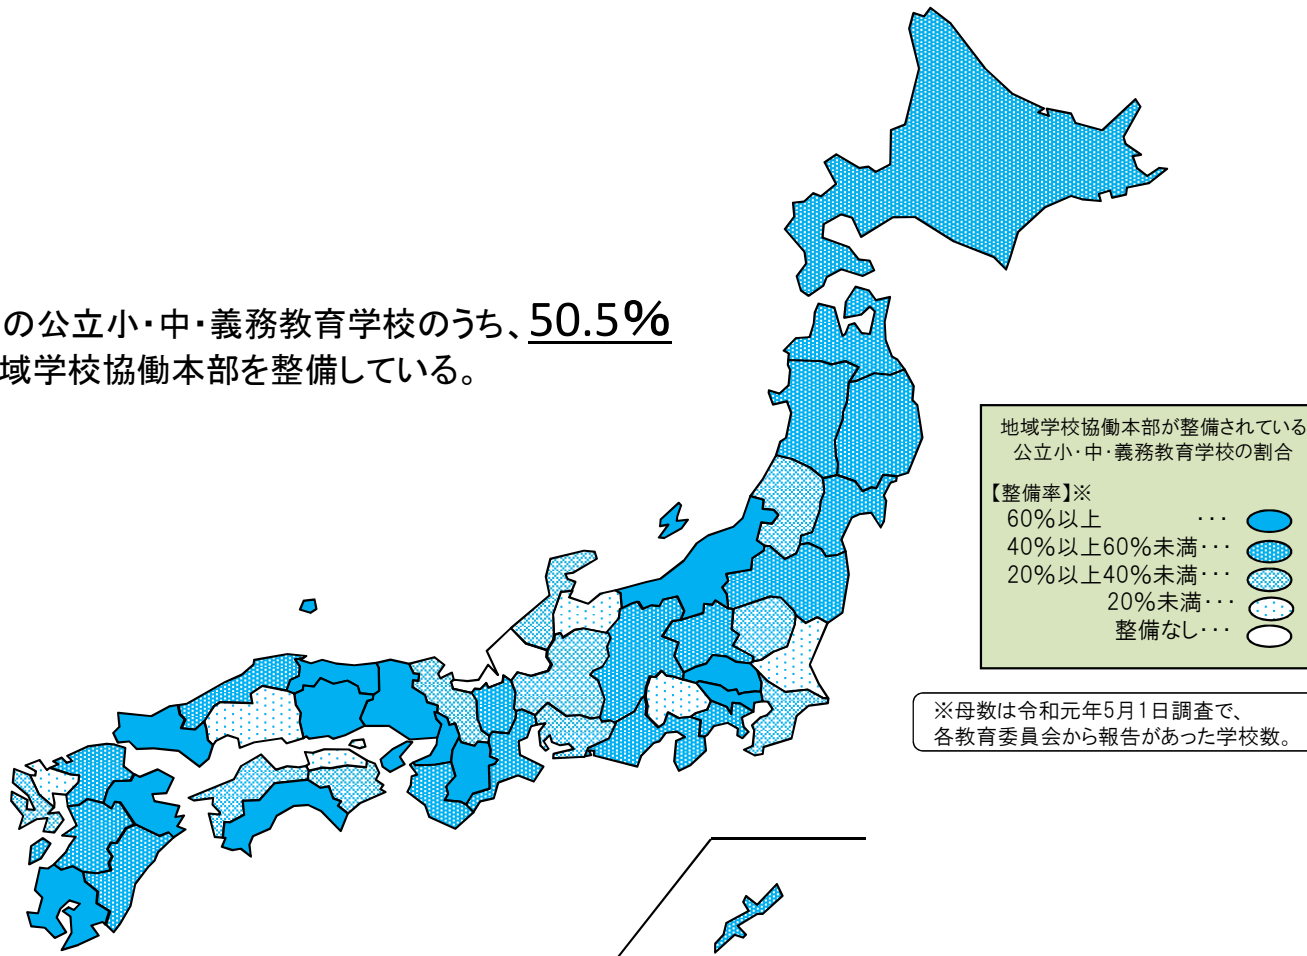 の公立小・中・義務教育学校のうち、50.5%
域学校協働本部を整備している。
地域学校協働本部が整備されている
公立小・中・義務教育学校の割合
【整備率】※
60%以上 ･･･
40%以上60%未満･･･
20%以上40%未満･･･
20%未満･･･
整備なし･･･
※母数は令和元年5月1日調査で、
各教育委員会から報告があった学校数。